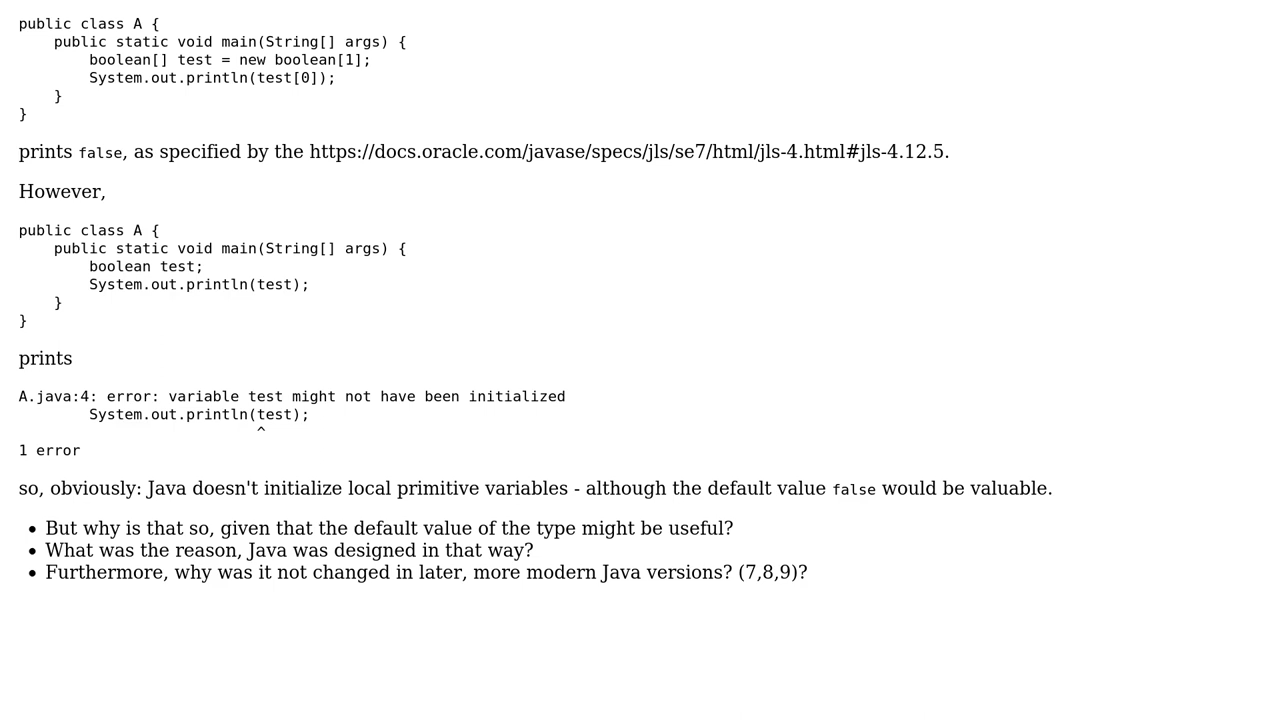 public class A {
    public static void main(String[] args) {
        boolean[] test = new boolean[1];
        System.out.println(test[0]);
    }
}
prints false, as specified by the https://docs.oracle.com/javase/specs/jls/se7/html/jls-4.html#jls-4.12.5.
However,
public class A {
    public static void main(String[] args) {
        boolean test;
        System.out.println(test);
    }
}
prints
A.java:4: error: variable test might not have been initialized
        System.out.println(test);
                           ^
1 error
so, obviously: Java doesn't initialize local primitive variables - although the default value false would be valuable.
• But why is that so, given that the default value of the type might be useful?
• What was the reason, Java was designed in that way?
• Furthermore, why was it not changed in later, more modern Java versions? (7,8,9)?